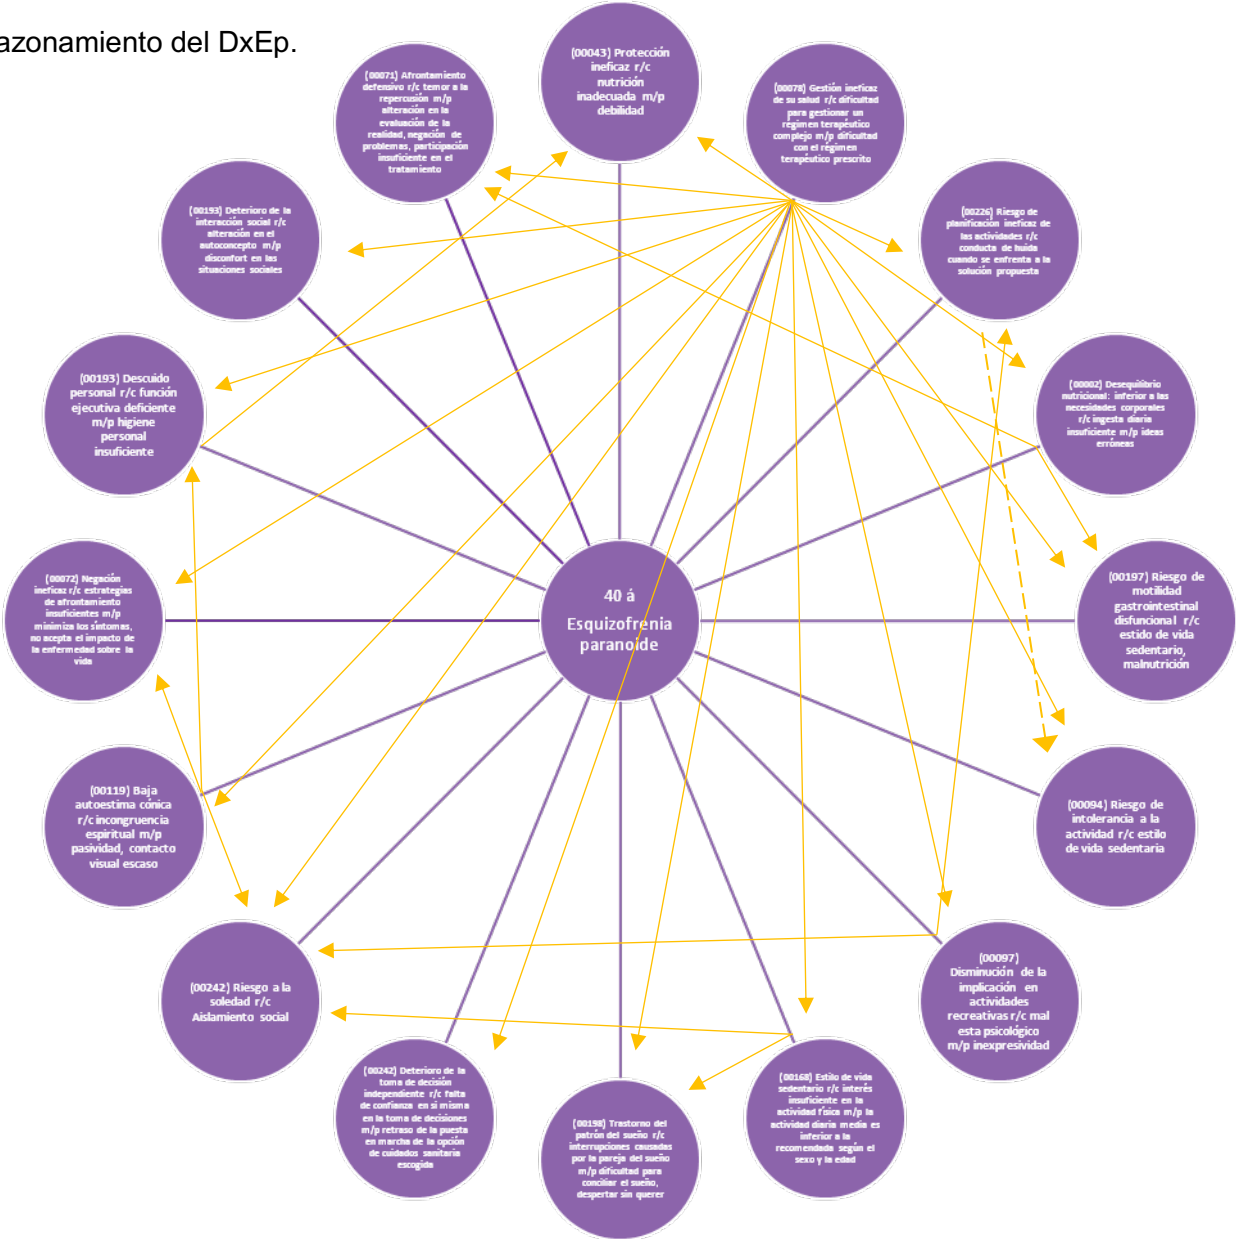 azonamiento del DxEp.
(00043) Protección
ineficaz r/c
nutrición
inadecuada m/p
debilidad
(00078) Gestión ineficaz
de su salud r/c dificultad
para gestionar un
régimen terapéutico
complejo m/p dificultad
con el régimen
terapéutico prescrito
(00226) Riesgo de
planificación ineficaz de
las actividades r/c
conducta de huida
cuando se enfrenta a la
solución propuesta
(00002) Desequilibrio
nutricional: inferior a las
necesidades corporales
r/c ingesta diaria
insuficiente m/p ideas
erróneas
(00197) Riesgo de
motilidad
gastrointestinal
disfuncional r/c
estido de vida
sedentario,
malnutrición
(00094) Riesgo de
intolerancia a la
actividad r/c estilo
de vida sedentaria
(00097)
Disminución de la
implicación en
actividades
recreativas r/c mal
esta psicológico
m/p inexpresividad
(00168) Estilo de vida
sedentario r/c interés
insuficiente en la
actividad física m/p la
actividad diaria media es
inferior a la
recomendada según el
sexo y la edad
(00198) Trastorno del
patrón del sueño r/c
interrupciones causadas
por la pareja del sueño
m/p dificultad para
conciliar el sueño,
despertar sin querer
(00242) Deterioro de la
toma de decisión
independiente r/c falta
de confianza en si misma
en la toma de decisiones
m/p retraso de la puesta
en marcha de la opción
de cuidados sanitaria
escogida
(00242) Riesgo a la
soledad r/c
Aislamiento social
(00119) Baja
autoestima cónica
r/c incongruencia
espiritual m/p
pasividad, contacto
visual escaso
(00072) Negación
ineficaz r/c estrategias
de afrontamiento
insuficientes m/p
minimiza los síntomas,
no acepta el impacto de
la enfermedad sobre la
vida
(00193) Descuido
personal r/c función
ejecutiva deficiente
m/p higiene
personal
insuficiente
(00193) Deterioro de la
interacción social r/c
alteración en el
autoconcepto m/p
disconfort en las
situaciones sociales
(00071) Afrontamiento
defensivo r/c temor a la
repercusión m/p
alteración en la
evaluación de la
realidad, negación de
problemas, participación
insuficiente en el
tratamiento
40 á
Esquizofrenia
paranoide